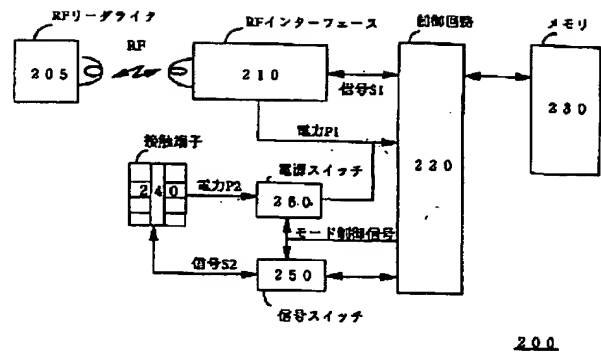 RFリーダライタ
RFインターフェース
制御回路
メモリ
RF
205
210
信号S1
220
230
電力P1
接触端子
電源スイッチ
240
電力P2
260
モード制御信号
信号S2
250
信号スイッチ
200